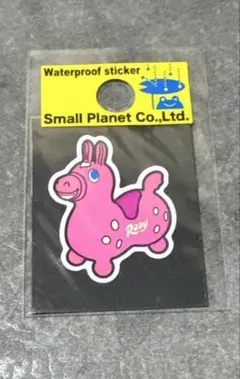 Waterproof sticker
Small Planet Co.,Ltd.
Rody